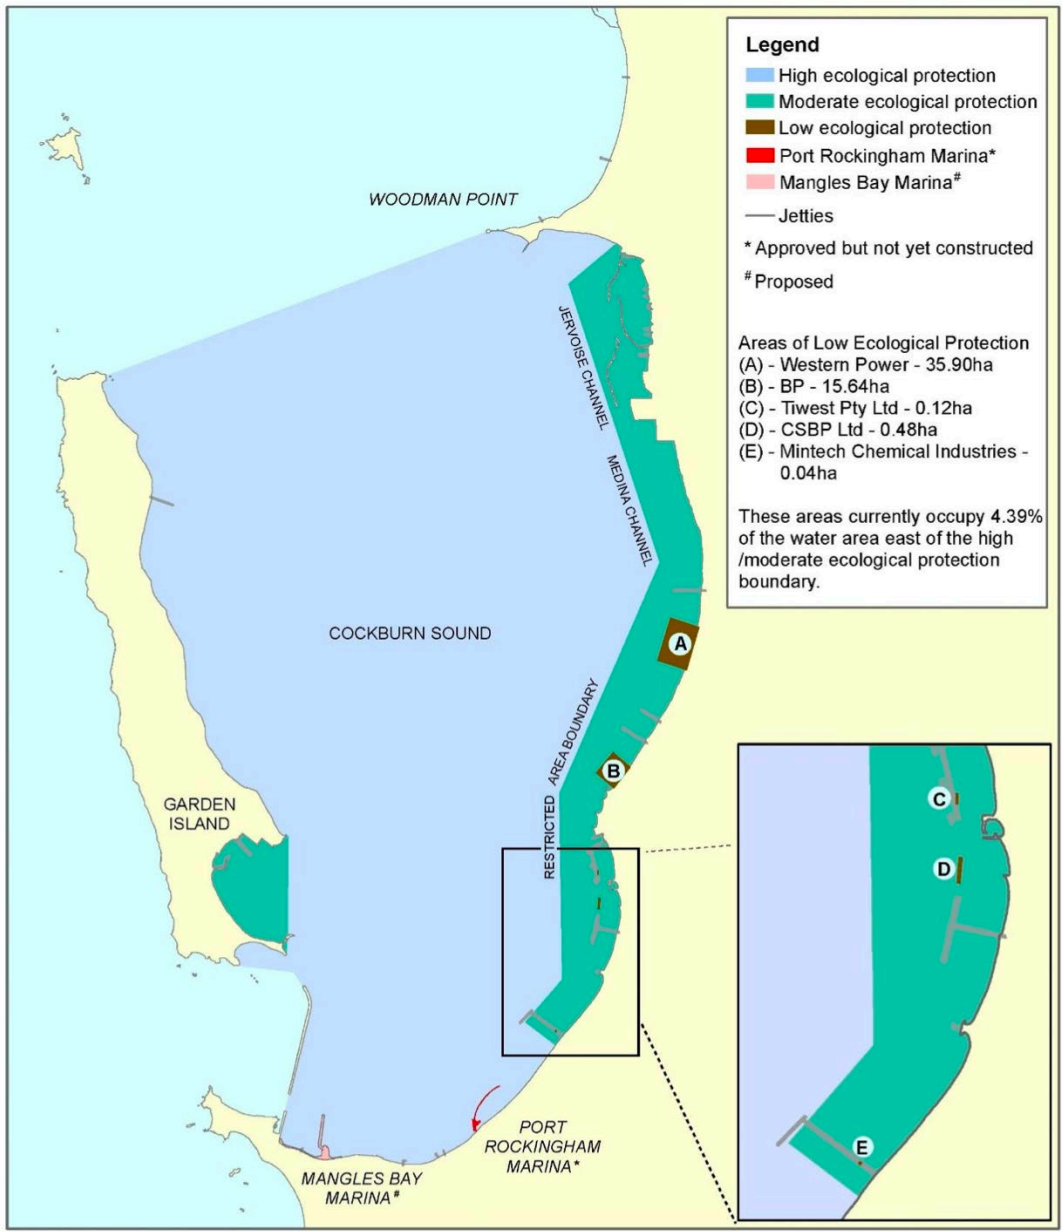 Legend
High ecological protection
Moderate ecological protection
Low ecological protection
Port Rockingham Marina*
Mangles Bay Marina#
Jetties
* Approved but not yet constructed
# Proposed
Areas of Low Ecological Protection
(A) - Western Power - 35.90ha
(B) - BP - 15.64ha
(C) - Tiwest Pty Ltd - 0.12ha
(D) - CSBP Ltd - 0.48ha
(E) - Mintech Chemical Industries -
0.04ha
These areas currently occupy 4.39%
of the water area east of the high
/moderate ecological protection
boundary.
WOODMAN POINT
JERVOISE CHANNEL
MEDINA CHANNEL
COCKBURN SOUND
A
AREA BOUNDARY
B
RESTRICTED
GARDEN
ISLAND
C
D
E
PORT
ROCKINGHAM
MARINA*
MANGLES BAY
MARINA#